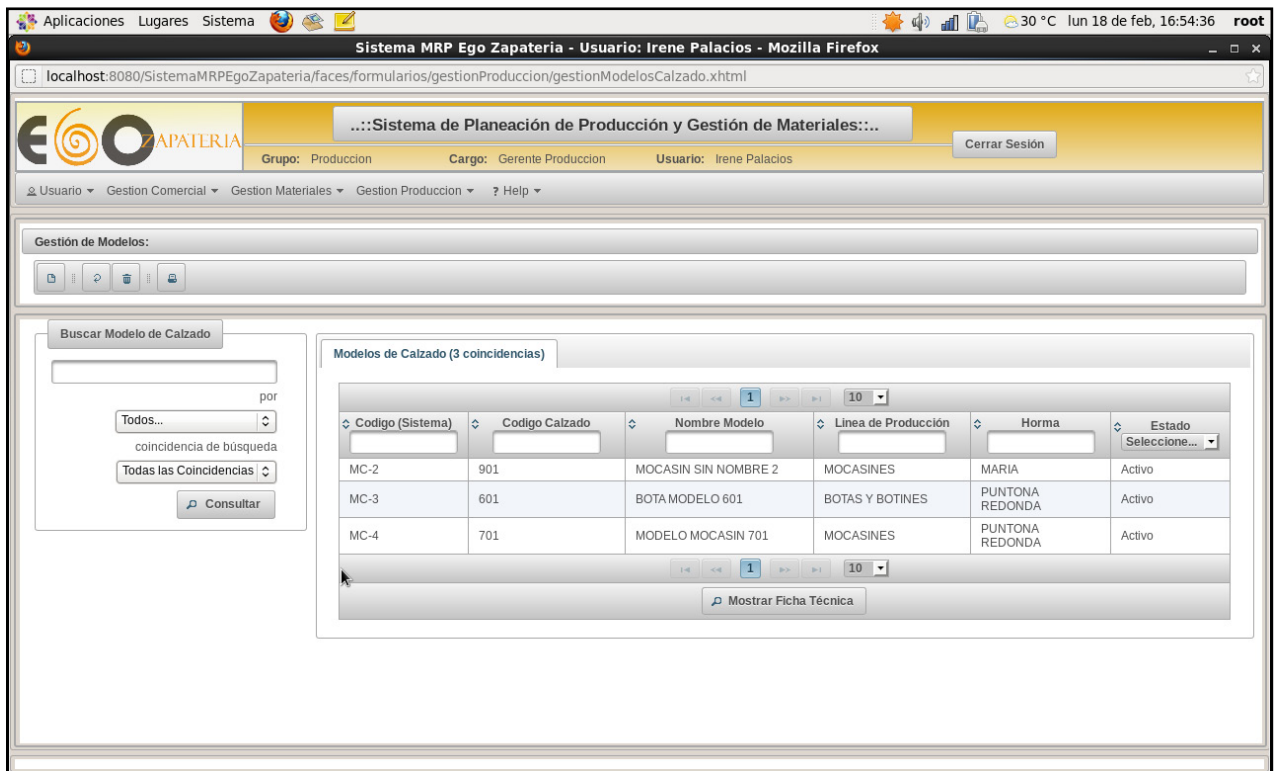 Aplicaciones Lugares Sistema 30 °C lun 18 de feb, 16:54:36 root
Sistema MRP Ego Zapateria - Usuario: Irene Palacios - Mozilla Firefox
localhost:8080/SistemaMRPEgoZapateria/faces/formularios/gestionProduccion/gestionModelosCalzado.xhtml
EGO ZAPATERIA
..::Sistema de Planeación de Producción y Gestión de Materiales::..
Cerrar Sesión
Grupo: Produccion Cargo: Gerente Produccion Usuario: Irene Palacios
Usuario Gestion Comercial Gestion Materiales Gestion Produccion ? Help
Gestión de Modelos:
Buscar Modelo de Calzado
por
Todos...
coincidencia de búsqueda
Todas las Coincidencias
Consultar
Modelos de Calzado (3 coincidencias)
1 10
Codigo (Sistema) Codigo Calzado Nombre Modelo Linea de Producción Horma Estado
Seleccione...
MC-2 901 MOCASIN SIN NOMBRE 2 MOCASINES MARIA Activo
MC-3 601 BOTA MODELO 601 BOTAS Y BOTINES PUNTONA REDONDA Activo
MC-4 701 MODELO MOCASIN 701 MOCASINES PUNTONA REDONDA Activo
1 10
Mostrar Ficha Técnica